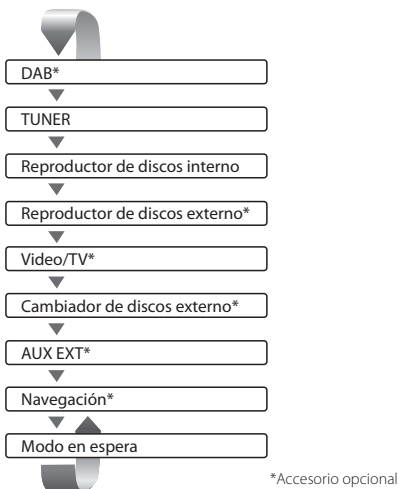 DAB*
TUNER
Reproductor de discos interno
Reproductor de discos externo*
Video/TV*
Cambiador de discos externo*
AUX EXT*
Navegación*
Modo en espera
*Accesorio opcional